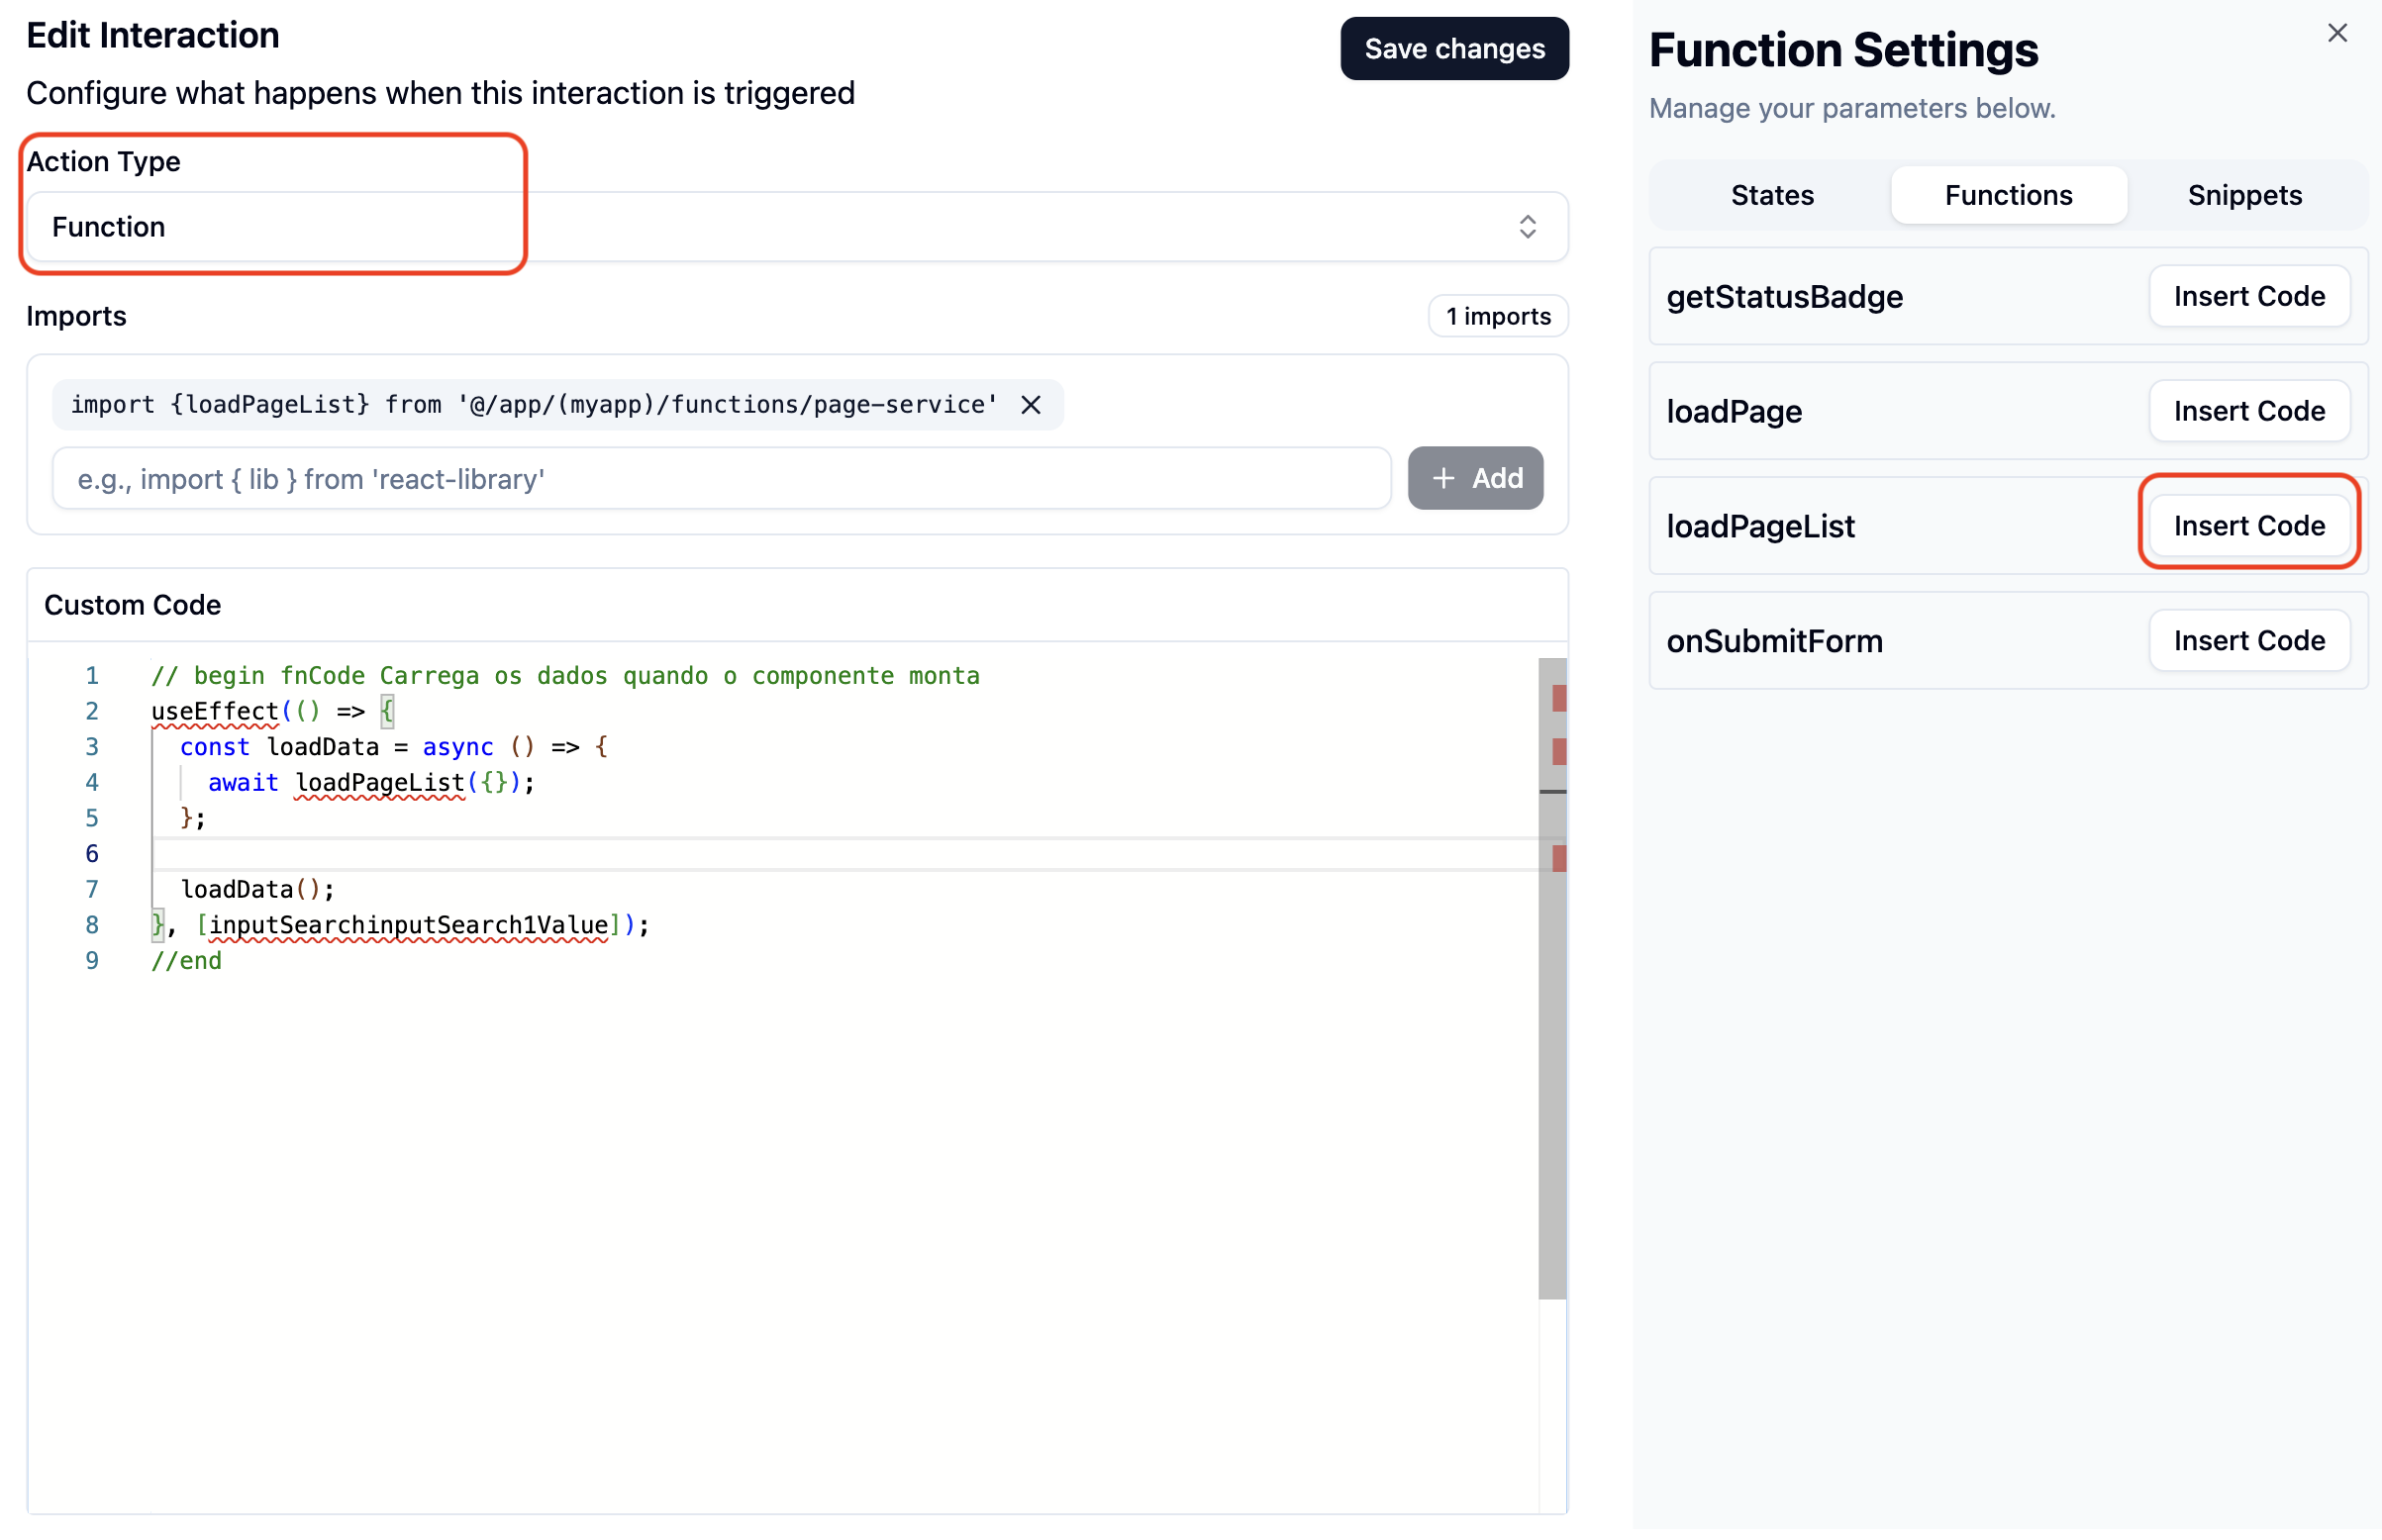 Edit Interaction
Save changes
Configure what happens when this interaction is triggered
Action Type
Function
Imports
1 imports
import {loadPageList} from '@/app/(myapp)/functions/page-service'
e.g., import { lib } from 'react-library'
+ Add
Custom Code
1 // begin fnCode Carrega os dados quando o componente monta
2 useEffect(() => {
3 const loadData = async () => {
4 await loadPageList({});
5 };
6
7 loadData();
8 }, [inputSearchinputSearch1Value]);
9 //end
Function Settings
Manage your parameters below.
States Functions Snippets
getStatusBadge Insert Code
loadPage Insert Code
loadPageList Insert Code
onSubmitForm Insert Code